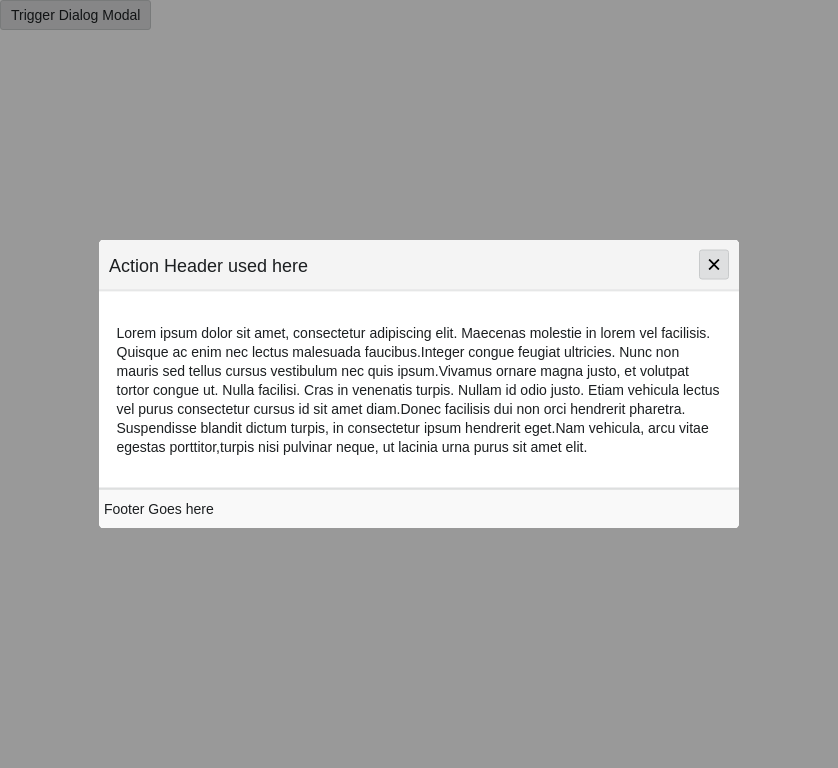 Trigger Dialog Modal
Action Header used here
Lorem ipsum dolor sit amet, consectetur adipiscing elit. Maecenas molestie in lorem vel facilisis.
Quisque ac enim nec lectus malesuada faucibus.Integer congue feugiat ultricies. Nunc non
mauris sed tellus cursus vestibulum nec quis ipsum.Vivamus ornare magna justo, et volutpat
tortor congue ut. Nulla facilisi. Cras in venenatis turpis. Nullam id odio justo. Etiam vehicula lectus
vel purus consectetur cursus id sit amet diam.Donec facilisis dui non orci hendrerit pharetra.
Suspendisse blandit dictum turpis, in consectetur ipsum hendrerit eget.Nam vehicula, arcu vitae
egestas porttitor,turpis nisi pulvinar neque, ut lacinia urna purus sit amet elit.
Footer Goes here